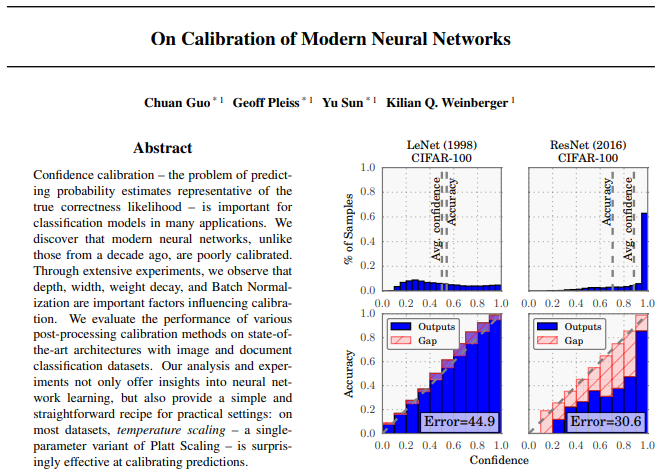 On Calibration of Modern Neural Networks
Chuan Guo * 1 Geoff Pleiss * 1 Yu Sun * 1 Kilian Q. Weinberger 1
Abstract
Confidence calibration – the problem of predict-
ing probability estimates representative of the
true correctness likelihood – is important for
classification models in many applications. We
discover that modern neural networks, unlike
those from a decade ago, are poorly calibrated.
Through extensive experiments, we observe that
depth, width, weight decay, and Batch Normal-
ization are important factors influencing calibra-
tion. We evaluate the performance of various
post-processing calibration methods on state-of-
the-art architectures with image and document
classification datasets. Our analysis and exper-
iments not only offer insights into neural net-
work learning, but also provide a simple and
straightforward recipe for practical settings: on
most datasets, temperature scaling – a single-
parameter variant of Platt Scaling – is surpris-
ingly effective at calibrating predictions.
LeNet (1998)
CIFAR-100
ResNet (2016)
CIFAR-100
% of Samples
1.0
0.8
0.6
0.4
0.2
0.0
Avg. confidence
Accuracy
Accuracy
Avg. confidence
0.0 0.2 0.4 0.6 0.8 1.0
0.0 0.2 0.4 0.6 0.8 1.0
Accuracy
1.0
0.8
0.6
0.4
0.2
0.0
Outputs
Gap
Error=44.9
Outputs
Gap
Error=30.6
0.0 0.2 0.4 0.6 0.8 1.0
0.0 0.2 0.4 0.6 0.8 1.0
Confidence